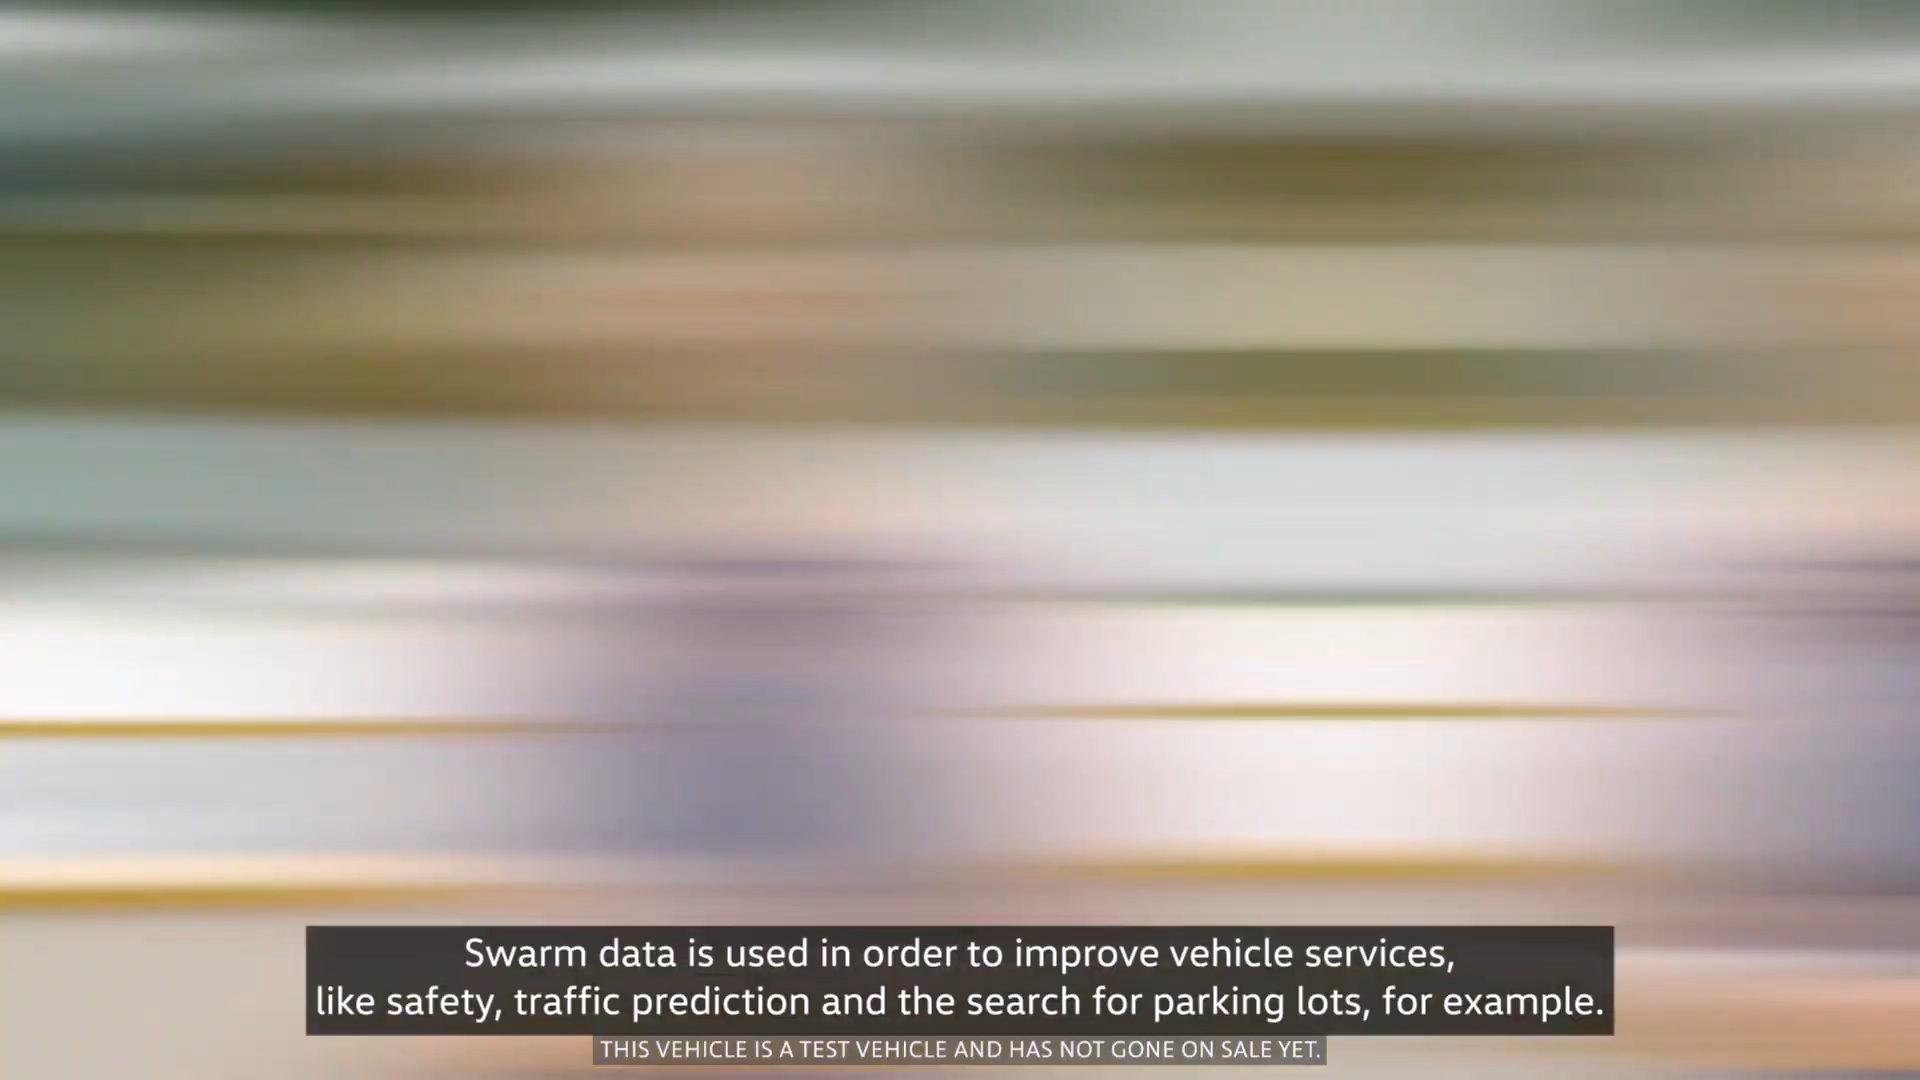 Swarm data is used in order to improve vehicle services,
like safety, traffic prediction and the search for parking lots, for example.
THIS VEHICLE IS A TEST VEHICLE AND HAS NOT GONE ON SALE YET.